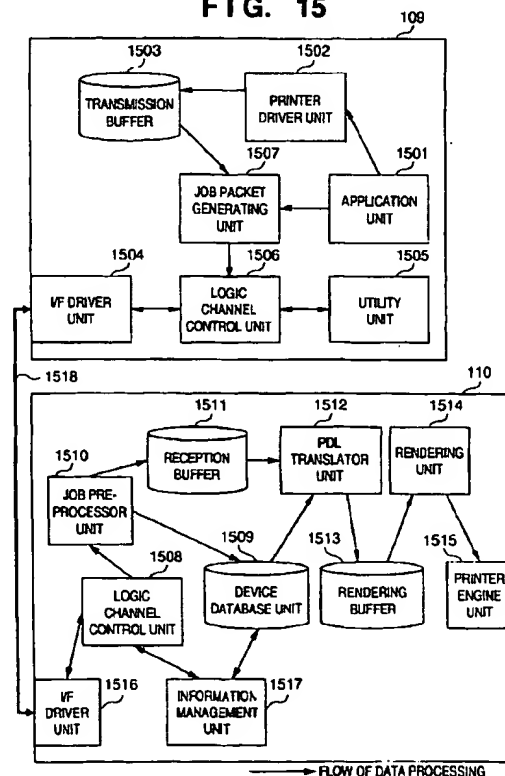 FIG. 15
109
1503
1502
TRANSMISSION
BUFFER
PRINTER
DRIVER UNIT
1507
1501
JOB PACKET
GENERATING
UNIT
APPLICATION
UNIT
1504
1506
1505
I/F DRIVER
UNIT
LOGIC
CHANNEL
CONTROL UNIT
UTILITY
UNIT
1518
110
1511
1512
1514
1510
RECEPTION
BUFFER
PDL
TRANSLATOR
UNIT
RENDERING
UNIT
JOB PRE-
PROCESSOR
UNIT
1508
1509
1513
1515
LOGIC
CHANNEL
CONTROL UNIT
DEVICE
DATABASE UNIT
RENDERING
BUFFER
PRINTER
ENGINE
UNIT
1516
1517
I/F
DRIVER
UNIT
INFORMATION
MANAGEMENT
UNIT
FLOW OF DATA PROCESSING